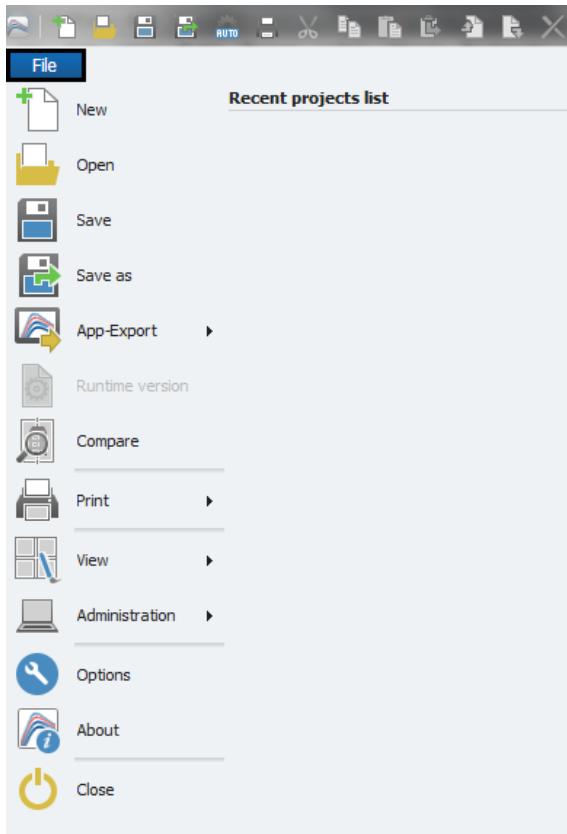 AUTO
File
Recent projects list
New
Open
Save
Save as
App-Export
Runtime version
Compare
Print
View
Administration
Options
About
Close